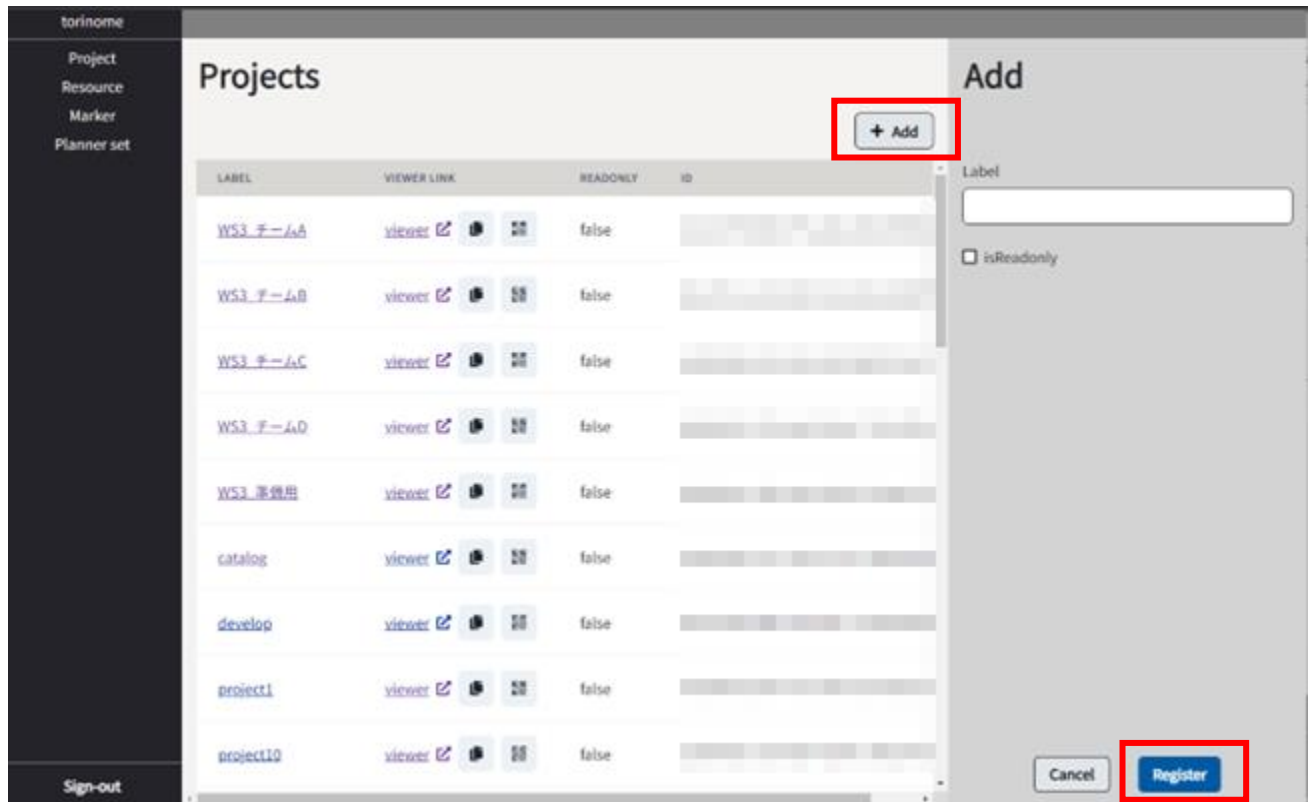 torinome
Project
Resource
Marker
Planner set
Sign-out
Projects
+ Add
LABEL VIEWER LINK READONLY ID
WS3_チームA viewer false
WS3_チームB viewer false
WS3_チームC viewer false
WS3_チームD viewer false
WS3_準備用 viewer false
catalog viewer false
develop viewer false
project1 viewer false
project10 viewer false
Add
Label
isReadonly
Cancel Register